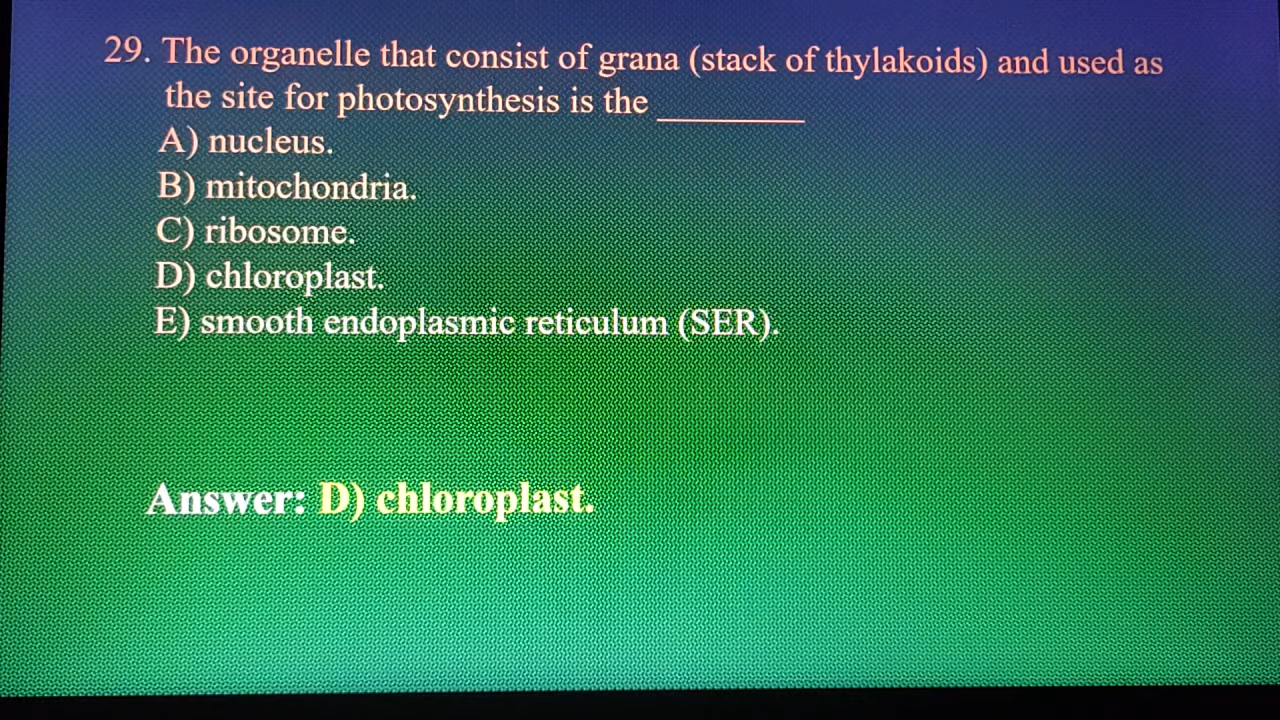 29. The organelle that consist of grana (stack of thylakoids) and used as
the site for photosynthesis is the _________
A) nucleus.
B) mitochondria.
C) ribosome.
D) chloroplast.
E) smooth endoplasmic reticulum (SER).
Answer: D) chloroplast.